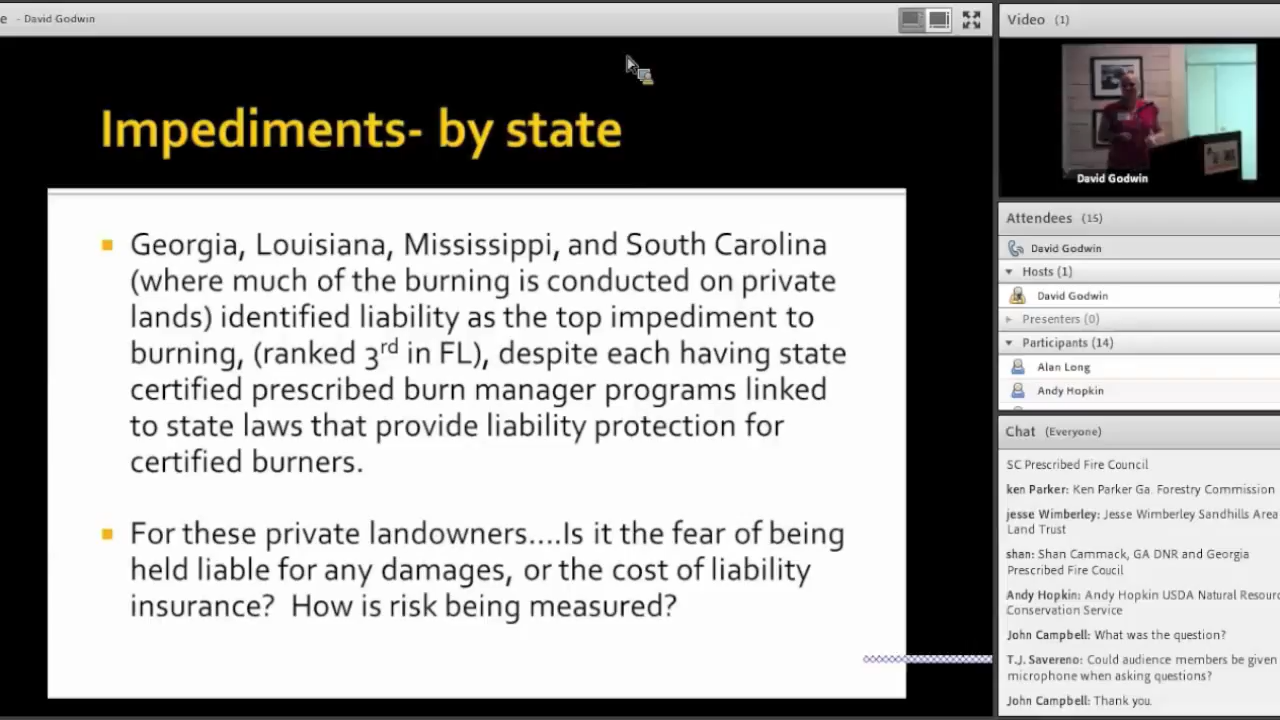 e - David Godwin
Impediments- by state
Georgia, Louisiana, Mississippi, and South Carolina
(where much of the burning is conducted on private
lands) identified liability as the top impediment to
burning, (ranked 3rd in FL), despite each having state
certified prescribed burn manager programs linked
to state laws that provide liability protection for
certified burners.
For these private landowners....Is it the fear of being
held liable for any damages, or the cost of liability
insurance? How is risk being measured?
Video (1)
David Godwin
Attendees (15)
David Godwin
Hosts (1)
David Godwin
Presenters (0)
Participants (14)
Alan Long
Andy Hopkin
Chat (Everyone)
SC Prescribed Fire Council
ken Parker: Ken Parker Ga. Forestry Commission
jesse Wimberley: Jesse Wimberley Sandhills Area
Land Trust
shan: Shan Cammack, GA DNR and Georgia
Prescribed Fire Coucil
Andy Hopkin: Andy Hopkin USDA Natural Resourc
Conservation Service
John Campbell: What was the question?
T.J. Savereno: Could audience members be given
microphone when asking questions?
John Campbell: Thank you.